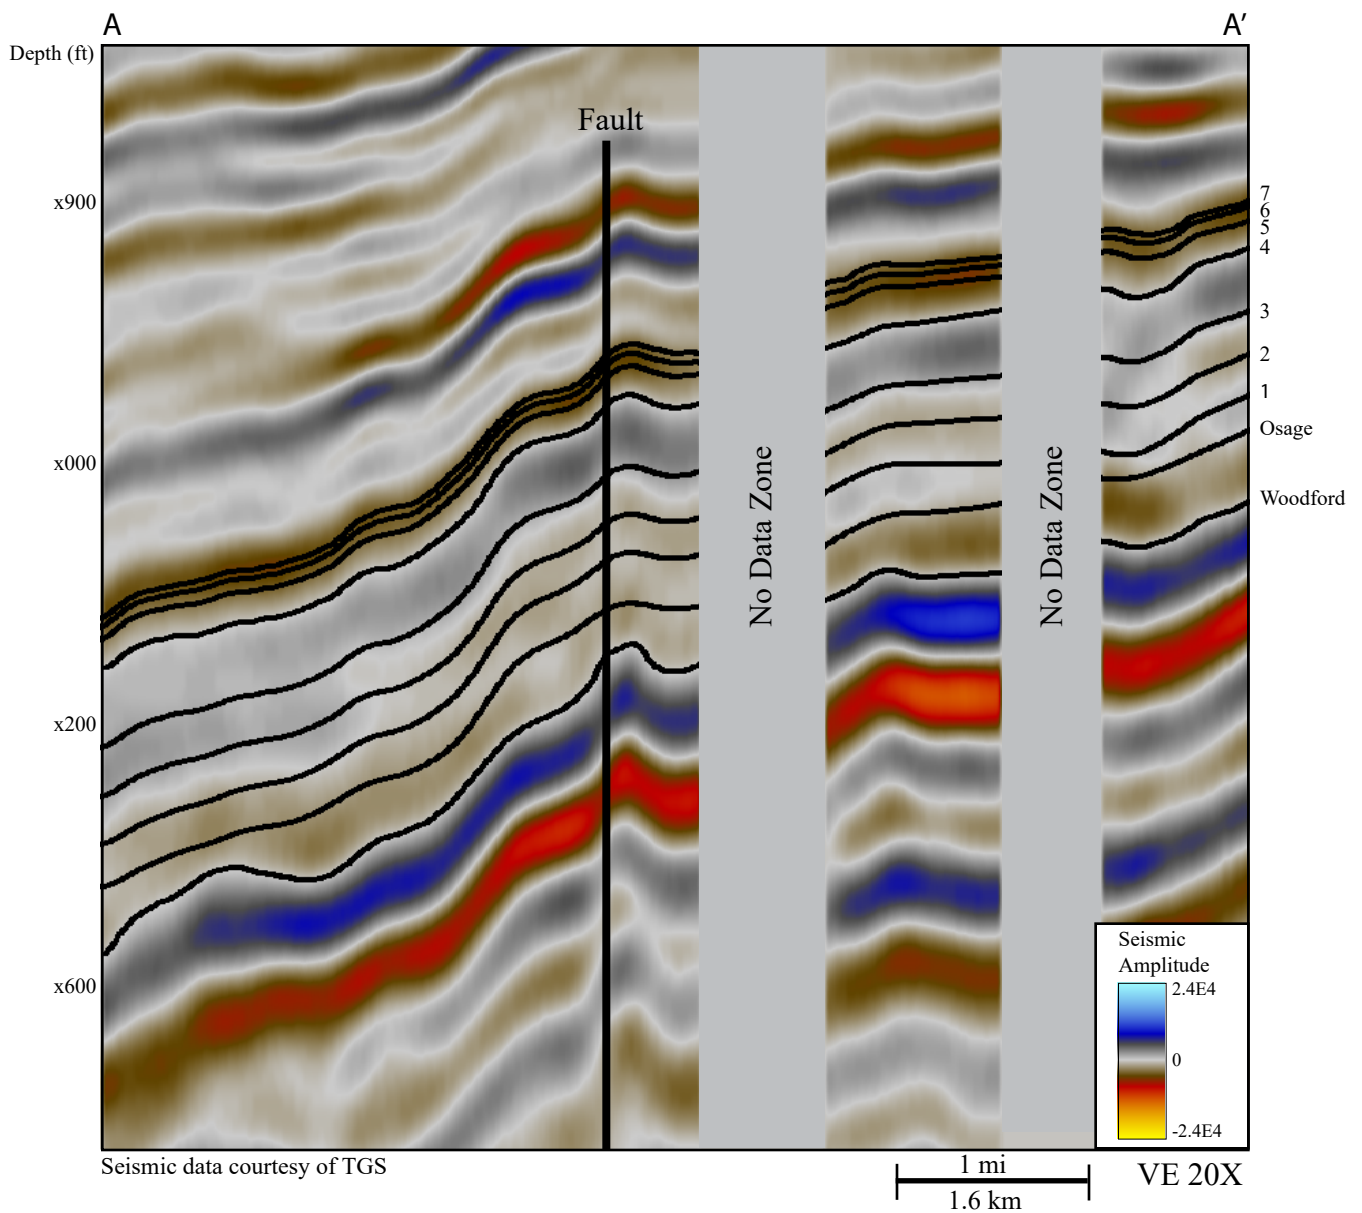 A
A’
Depth (ft)
Fault
x900
x000
x200
x600
No Data Zone
No Data Zone
7
6
5
4
3
2
1
Osage
Woodford
Seismic
Amplitude
2.4E4
0
-2.4E4
Seismic data courtesy of TGS
1 mi
1.6 km
VE 20X